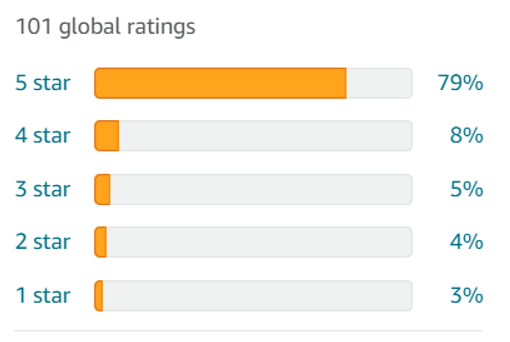 101 global ratings
5 star 79%
4 star 8%
3 star 5%
2 star 4%
1 star 3%